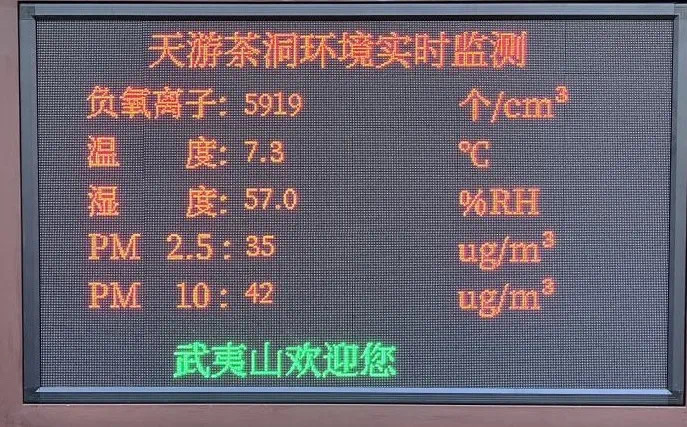 天游茶洞环境实时监测
负氧离子: 5919 个/cm³
温 度: 7.3 ℃
湿 度: 57.0 %RH
PM 2.5 : 35 ug/m³
PM 10 : 42 ug/m³
武夷山欢迎您